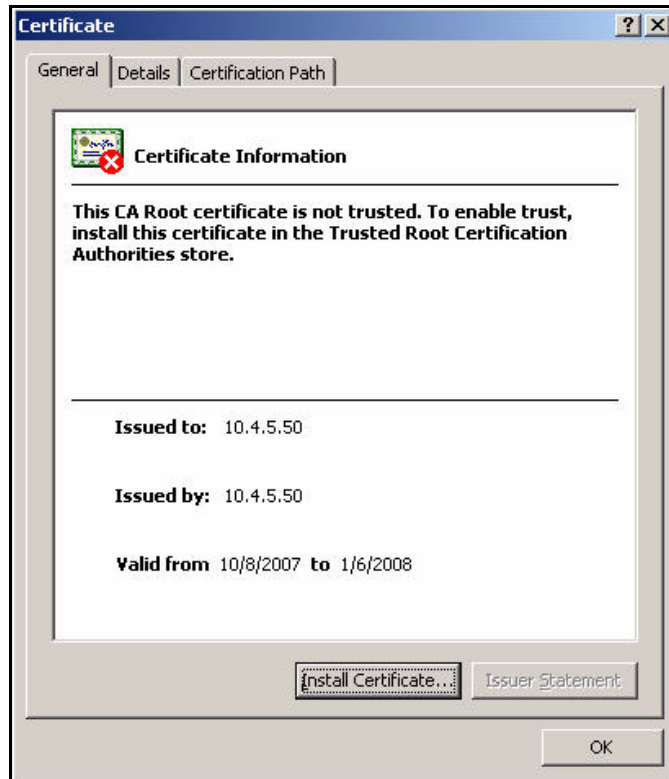 Certificate
General Details Certification Path
Certificate Information
This CA Root certificate is not trusted. To enable trust,
install this certificate in the Trusted Root Certification
Authorities store.
Issued to: 10.4.5.50
Issued by: 10.4.5.50
Valid from 10/8/2007 to 1/6/2008
Install Certificate... Issuer Statement
OK